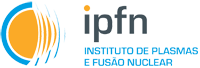 ipfn
INSTITUTO DE PLASMAS
E FUSÃO NUCLEAR